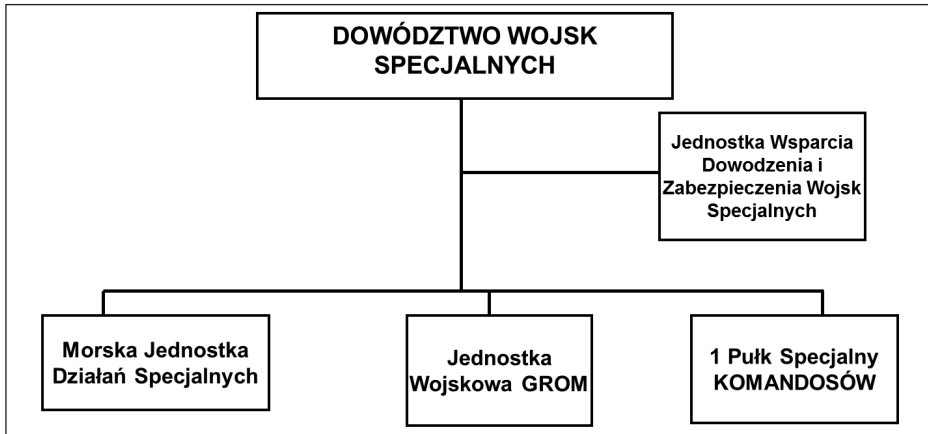 DOWÓDZTWO WOJSK
SPECJALNYCH
Jednostka Wsparcia
Dowodzenia i
Zabezpieczenia Wojsk
Specjalnych
Morska Jednostka
Działań Specjalnych
Jednostka
Wojskowa GROM
1 Pułk Specjalny
KOMANDOSÓW